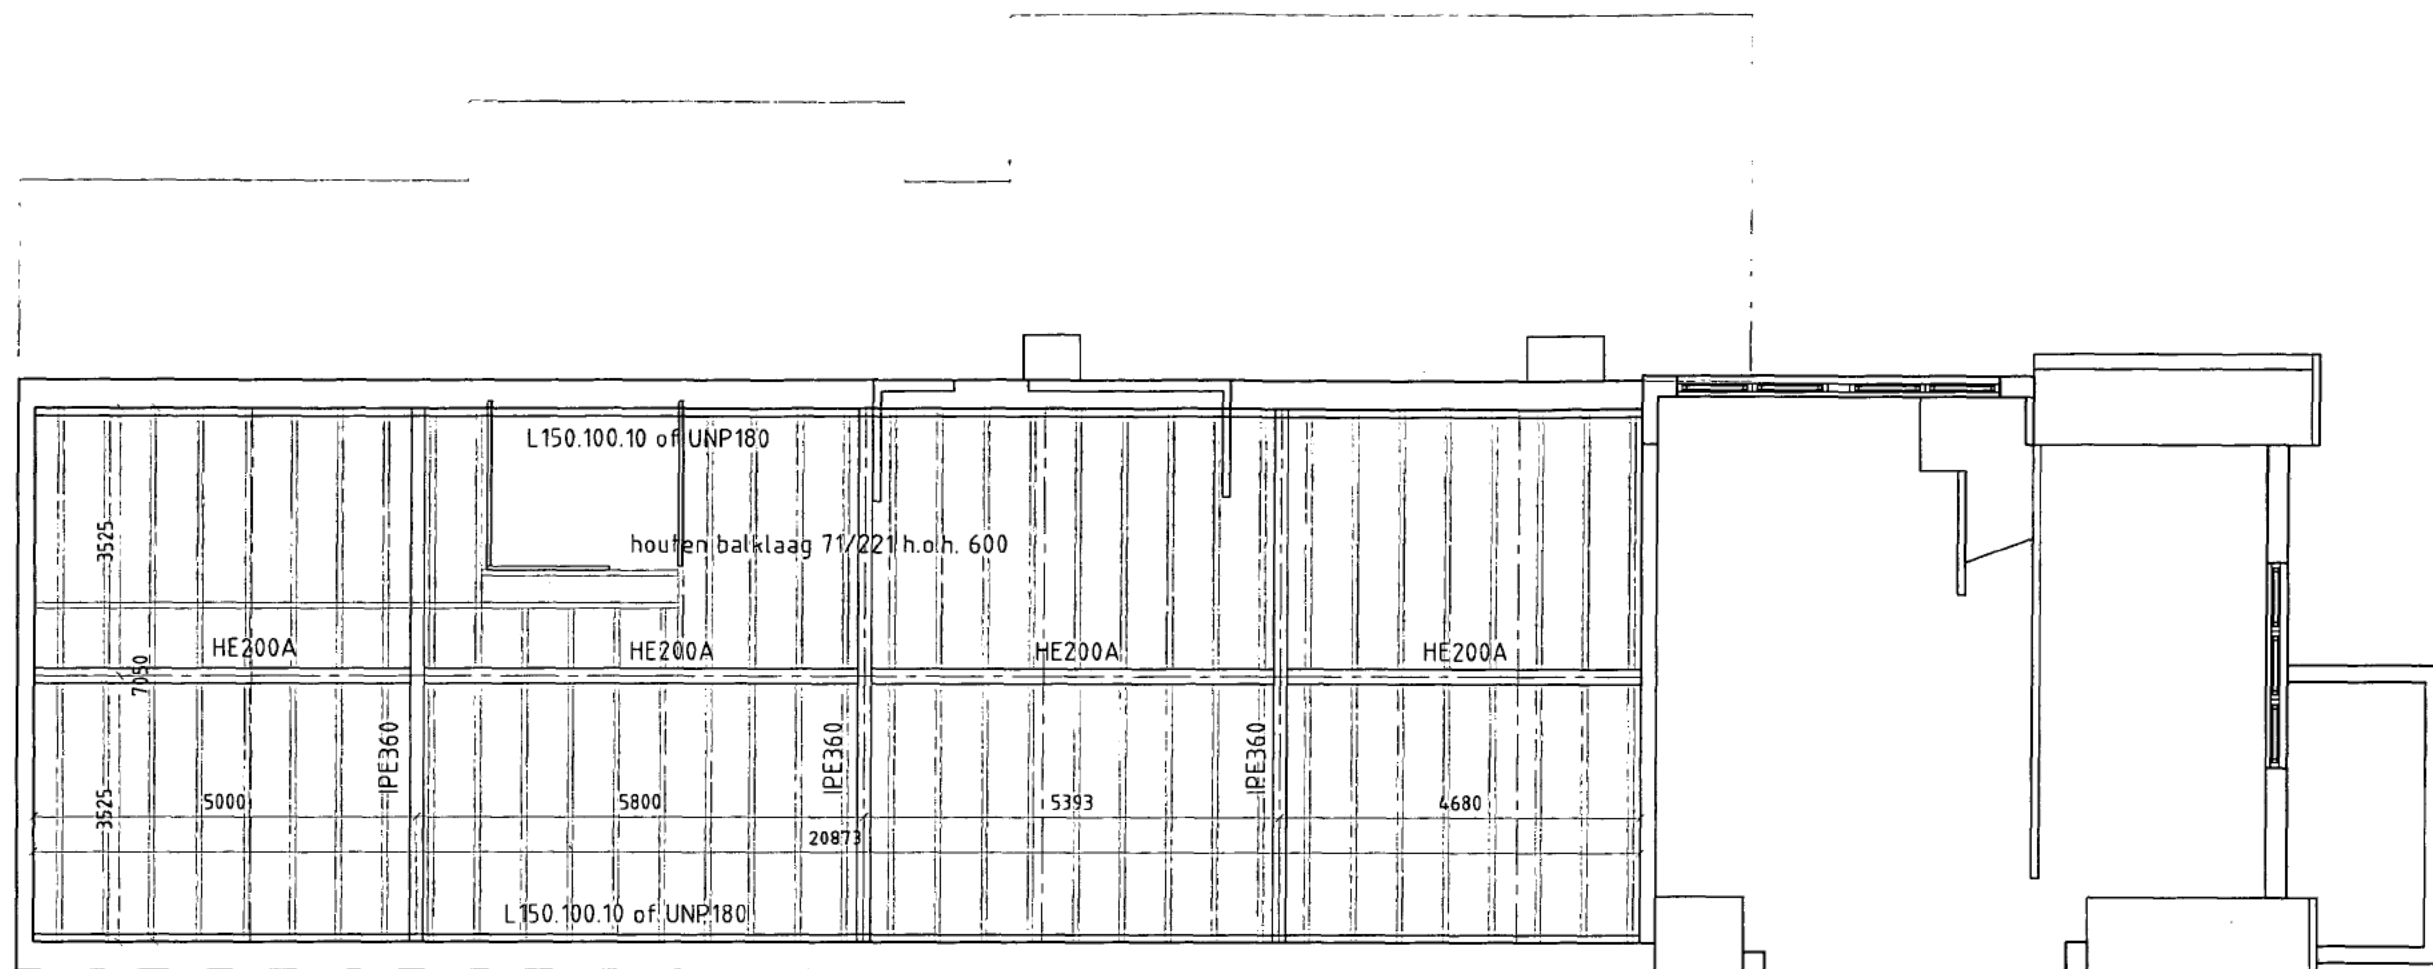 L150.100.10 of UNP180
houten balklaag 71/221 h.o.h. 600
3525
HE200A
HE200A
HE200A
HE200A
7050
IPE360
IPE360
IPE360
3525
5000
5800
5393
4680
20873
L150.100.10 of UNP180